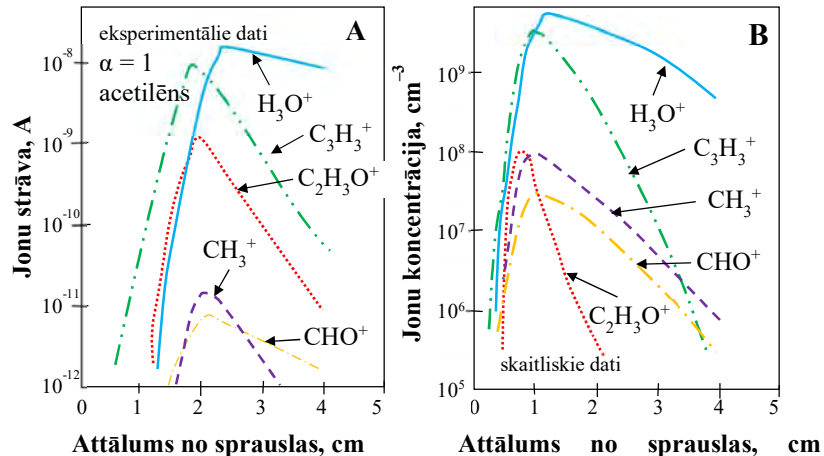 eksperimentālie dati
A
α = 1
acetilēns
H₃O⁺
C₃H₃⁺
C₂H₃O⁺
CH₃⁺
CHO⁺
Jonu strāva, A
10⁻⁸
10⁻⁹
10⁻¹⁰
10⁻¹¹
10⁻¹²
0 1 2 3 4 5
Attālums no sprauslas, cm
B
H₃O⁺
C₃H₃⁺
CH₃⁺
CHO⁺
C₂H₃O⁺
skaitliskie dati
Jonu koncentrācija, cm⁻³
10⁹
10⁸
10⁷
10⁶
10⁵
0 1 2 3 4 5
Attālums no sprauslas, cm